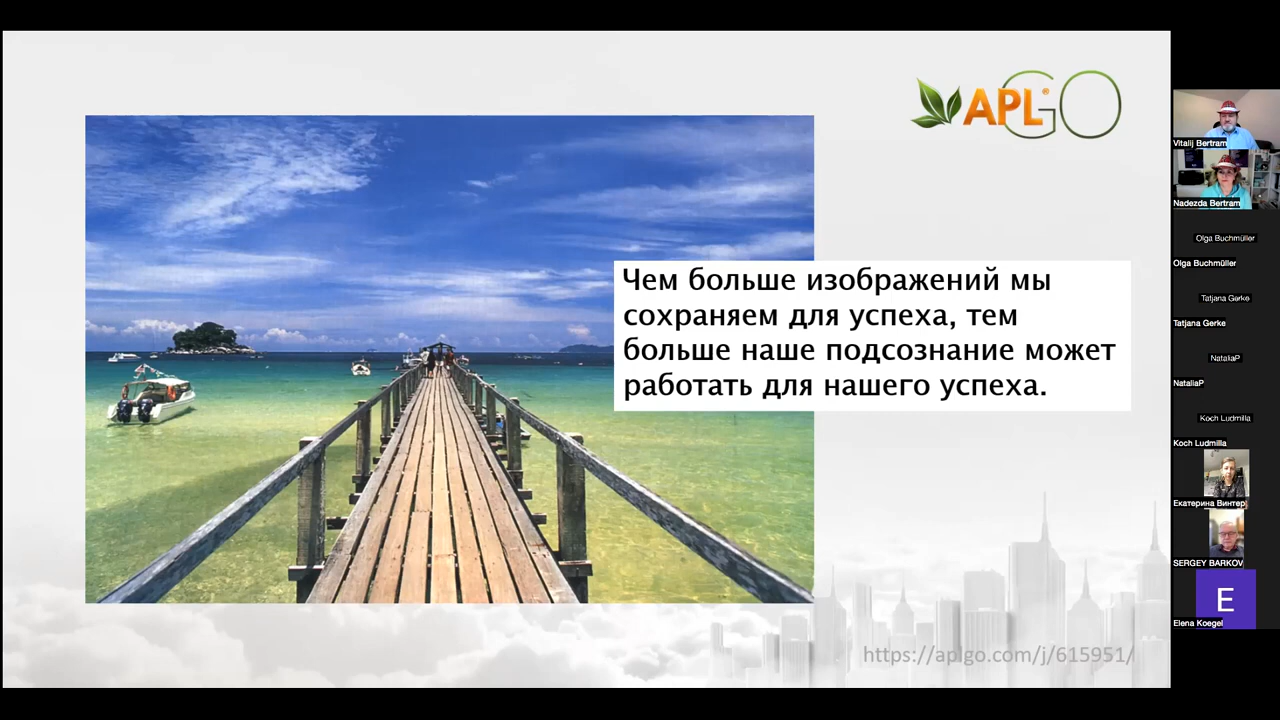 APL® GO
Чем больше изображений мы
сохраняем для успеха, тем
больше наше подсознание может
работать для нашего успеха.
https://aplgo.com/j/615951/
Vitalij Bertram
Nadezda Bertram
Olga Buchmüller
Olga Buchmüller
Tatjana Gerke
Tatjana Gerke
NataliaP
NataliaP
Koch Ludmilla
Koch Ludmilla
Екатерина Винтер
SERGEY BARKOV
E
Elena Koegel